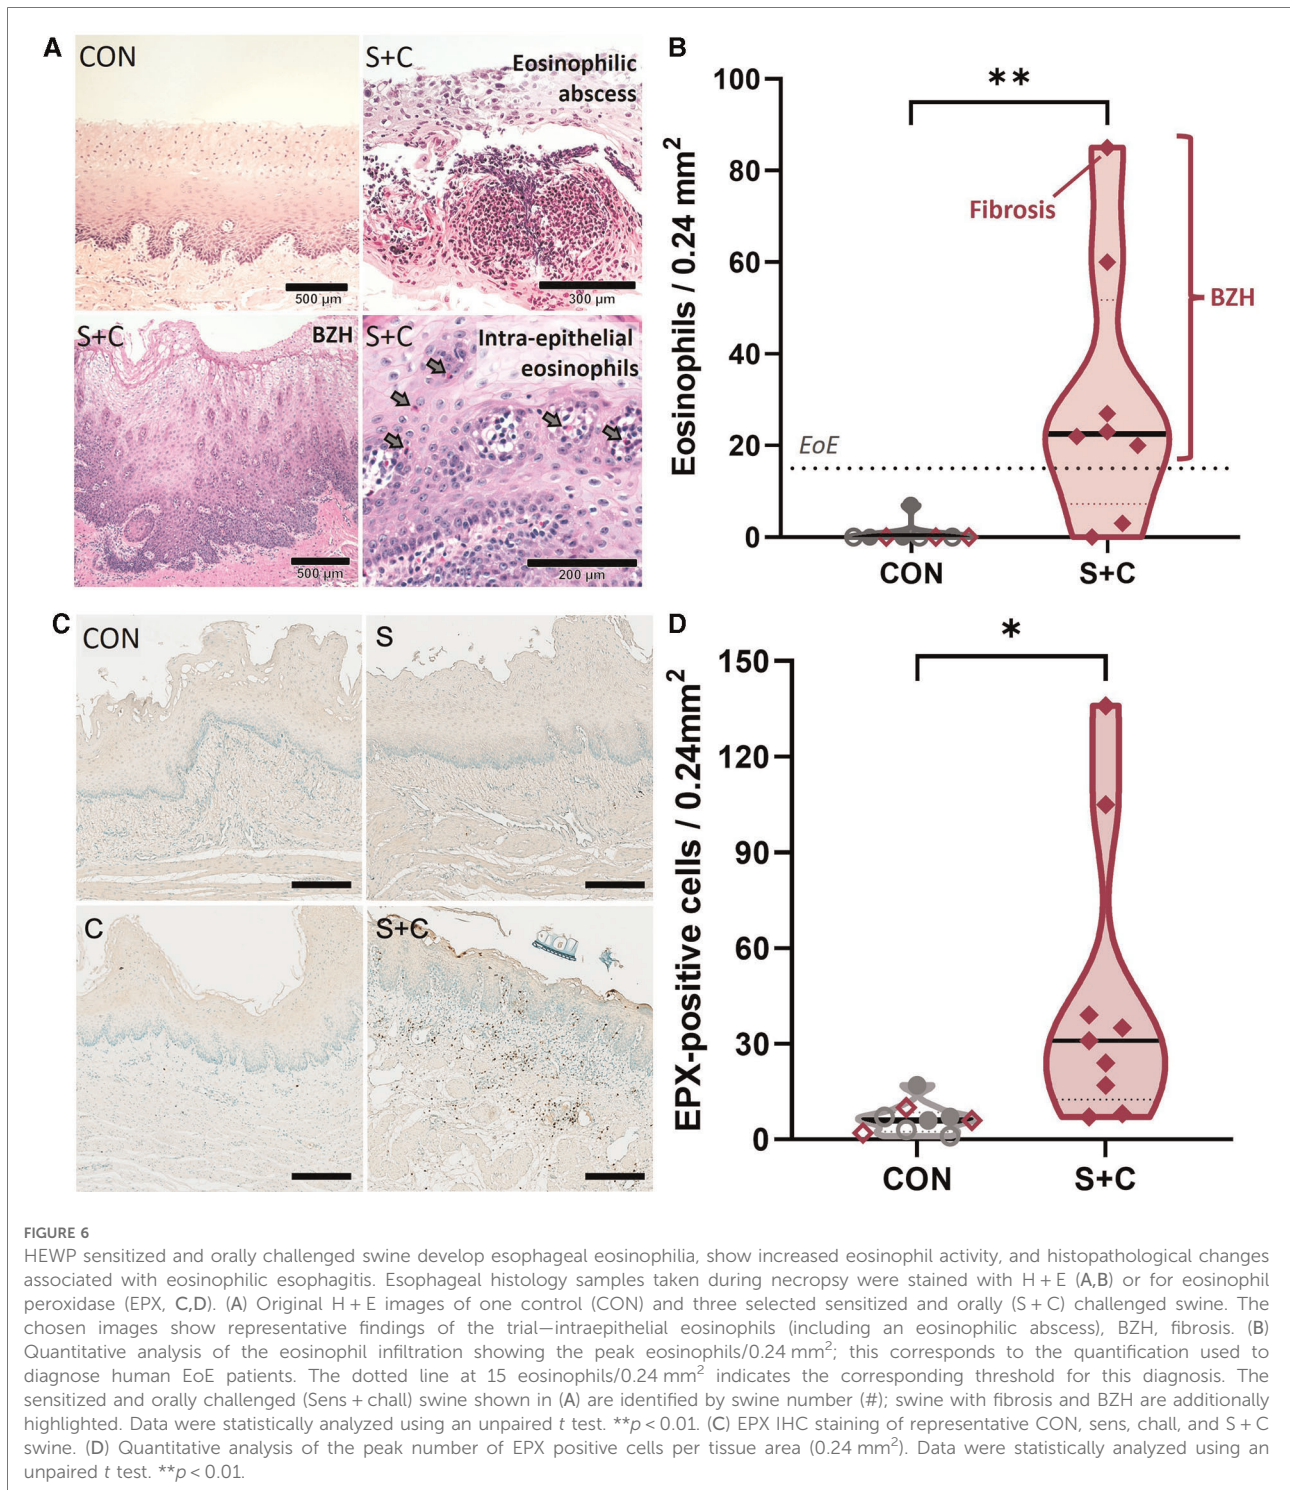 A
CON
500 µm
S+C
Eosinophilic
abscess
300 µm
S+C
BZH
500 µm
S+C
Intra-epithelial
eosinophils
200 µm
B
Eosinophils / 0.24 mm²
100
80
60
40
20
0
**
Fibrosis
BZH
EoE
CON
S+C
C
CON
S
C
S+C
D
EPX-positive cells / 0.24mm²
150
120
90
60
30
0
*
CON
S+C
FIGURE 6
HEWP sensitized and orally challenged swine develop esophageal eosinophilia, show increased eosinophil activity, and histopathological changes
associated with eosinophilic esophagitis. Esophageal histology samples taken during necropsy were stained with H + E (A,B) or for eosinophil
peroxidase (EPX, C,D). (A) Original H + E images of one control (CON) and three selected sensitized and orally (S + C) challenged swine. The
chosen images show representative findings of the trial—intraepithelial eosinophils (including an eosinophilic abscess), BZH, fibrosis. (B)
Quantitative analysis of the eosinophil infiltration showing the peak eosinophils/0.24 mm²; this corresponds to the quantification used to
diagnose human EoE patients. The dotted line at 15 eosinophils/0.24 mm² indicates the corresponding threshold for this diagnosis. The
sensitized and orally challenged (Sens + chall) swine shown in (A) are identified by swine number (#); swine with fibrosis and BZH are additionally
highlighted. Data were statistically analyzed using an unpaired t test. **p < 0.01. (C) EPX IHC staining of representative CON, sens, chall, and S + C
swine. (D) Quantitative analysis of the peak number of EPX positive cells per tissue area (0.24 mm²). Data were statistically analyzed using an
unpaired t test. **p < 0.01.